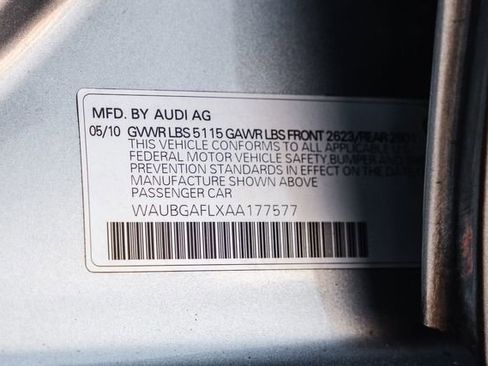 MFD. BY AUDI AG
05/10 GVWR LBS 5115 GAWR LBS FRONT 2623/REAR
THIS VEHICLE CONFORMS TO ALL APPLICABLE
FEDERAL MOTOR VEHICLE SAFETY, BUMPER AND
PREVENTION STANDARDS IN EFFECT ON THE DATE
MANUFACTURE SHOWN ABOVE
PASSENGER CAR
WAUBGAFLXAA177577